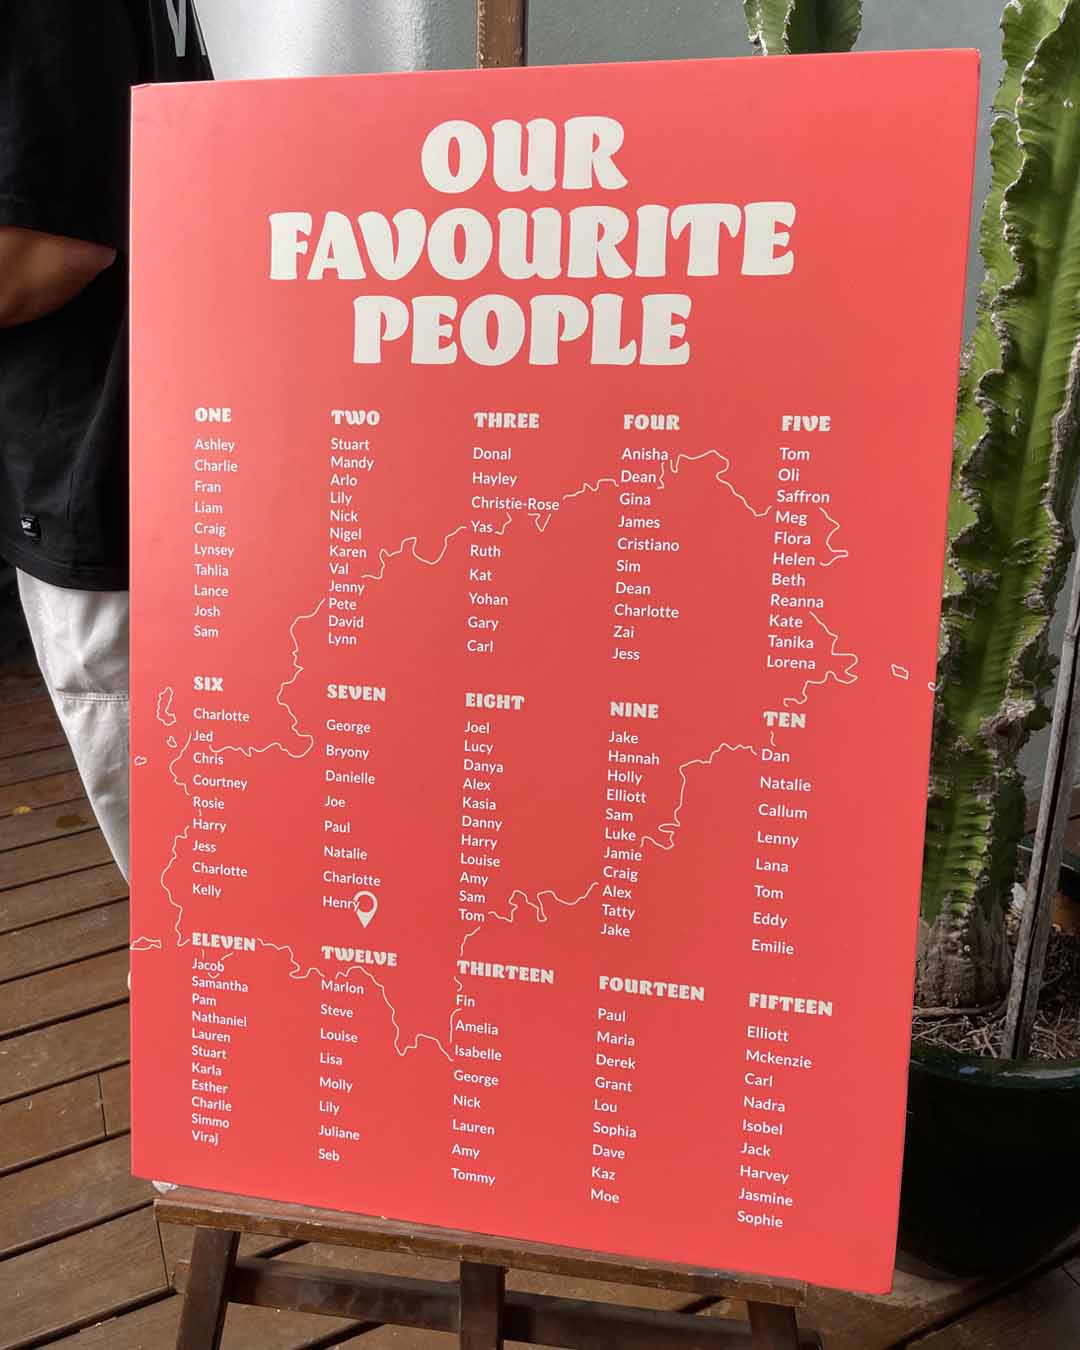 OUR
FAVOURITE
PEOPLE
ONE
Ashley
Charlie
Fran
Liam
Craig
Lynsey
Tahlia
Lance
Josh
Sam
TWO
Stuart
Mandy
Arlo
Lily
Nick
Nigel
Karen
Val
Jenny
Pete
David
Lynn
THREE
Donal
Hayley
Christie-Rose
Yas
Ruth
Kat
Yohan
Gary
Carl
FOUR
Anisha
Dean
Gina
James
Cristiano
Sim
Dean
Charlotte
Zai
Jess
FIVE
Tom
Oli
Saffron
Meg
Flora
Helen
Beth
Reanna
Kate
Tanika
Lorena
SIX
Charlotte
Jed
Chris
Courtney
Rosie
Harry
Jess
Charlotte
Kelly
SEVEN
George
Bryony
Danielle
Joe
Paul
Natalie
Charlotte
Henry
EIGHT
Joel
Lucy
Danya
Alex
Kasia
Danny
Harry
Louise
Amy
Sam
Tom
NINE
Jake
Hannah
Holly
Elliott
Sam
Luke
Jamie
Craig
Alex
Tatty
Jake
TEN
Dan
Natalie
Callum
Lenny
Lana
Tom
Eddy
Emilie
ELEVEN
Jacob
Samantha
Pam
Nathaniel
Lauren
Stuart
Karla
Esther
Charlie
Simmo
Viraj
TWELVE
Marlon
Steve
Louise
Lisa
Molly
Lily
Juliane
Seb
THIRTEEN
Fin
Amelia
Isabelle
George
Nick
Lauren
Amy
Tommy
FOURTEEN
Paul
Maria
Derek
Grant
Lou
Sophia
Dave
Kaz
Moe
FIFTEEN
Elliott
Mckenzie
Carl
Nadra
Isobel
Jack
Harvey
Jasmine
Sophie